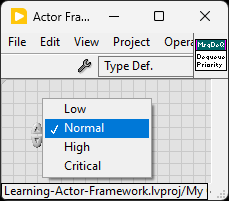 Actor Fra...
File Edit View Project Opera
MsgDeQ
Dequeue
Priority
Type Def.
Low
✓ Normal
High
Critical
Learning-Actor-Framework.lvproj/My